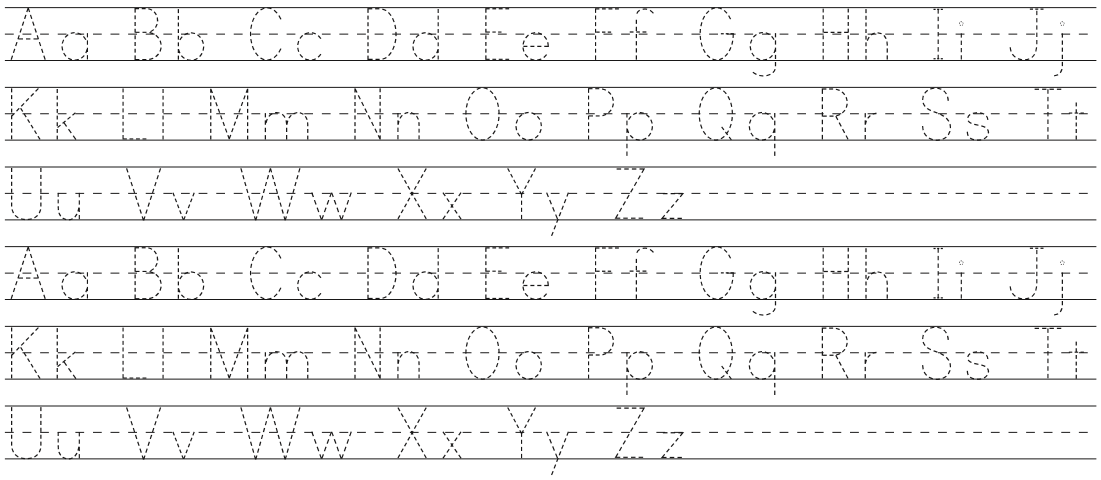 Aa Bb Cc Dd Ee Ff Gg Hh Ii Jj
Kk Ll Mm Nn Oo Pp Qq Rr Ss Tt
Uu Vv Ww Xx Yy Zz
Aa Bb Cc Dd Ee Ff Gg Hh Ii Jj
Kk Ll Mm Nn Oo Pp Qq Rr Ss Tt
Uu Vv Ww Xx Yy Zz